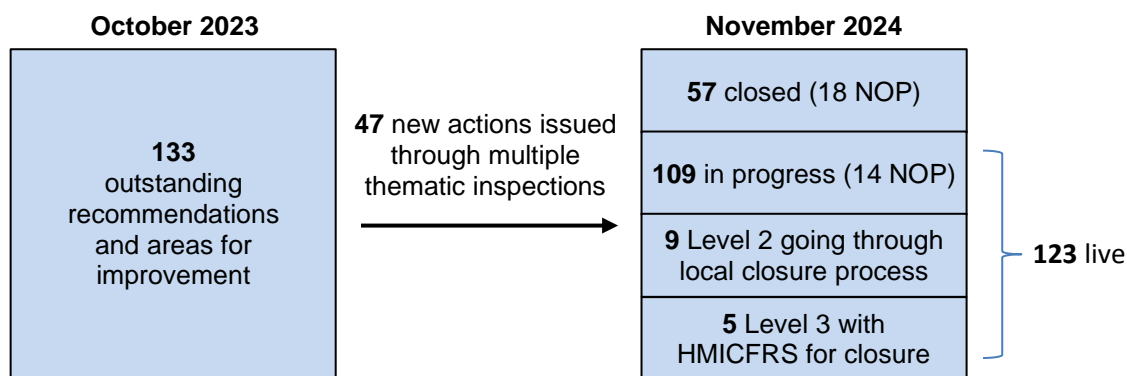 October 2023
133
outstanding
recommendations
and areas for
improvement
47 new actions issued
through multiple
thematic inspections
November 2024
57 closed (18 NOP)
109 in progress (14 NOP)
9 Level 2 going through
local closure process
5 Level 3 with
HMICFRS for closure
123 live